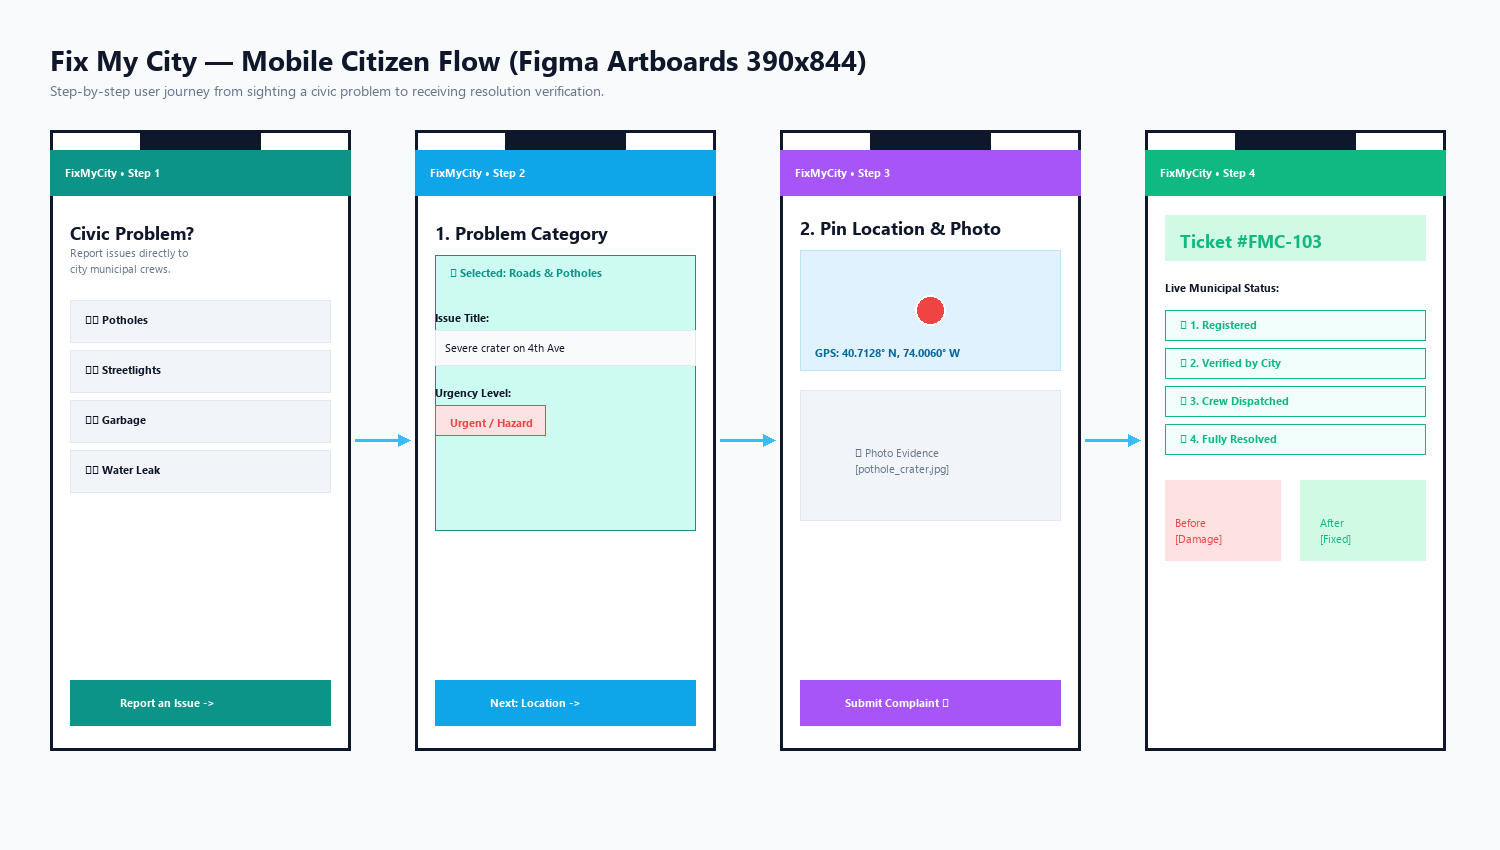 Fix My City — Mobile Citizen Flow (Figma Artboards 390x844)
Step-by-step user journey from sighting a civic problem to receiving resolution verification.
FixMyCity • Step 1
Civic Problem?
Report issues directly to
city municipal crews.
Potholes
Streetlights
Garbage
Water Leak
Report an Issue ->
FixMyCity • Step 2
1. Problem Category
Selected: Roads & Potholes
Issue Title:
Severe crater on 4th Ave
Urgency Level:
Urgent / Hazard
Next: Location ->
FixMyCity • Step 3
2. Pin Location & Photo
GPS: 40.7128° N, 74.0060° W
Photo Evidence
[pothole_crater.jpg]
Submit Complaint
FixMyCity • Step 4
Ticket #FMC-103
Live Municipal Status:
1. Registered
2. Verified by City
3. Crew Dispatched
4. Fully Resolved
Before
[Damage]
After
[Fixed]